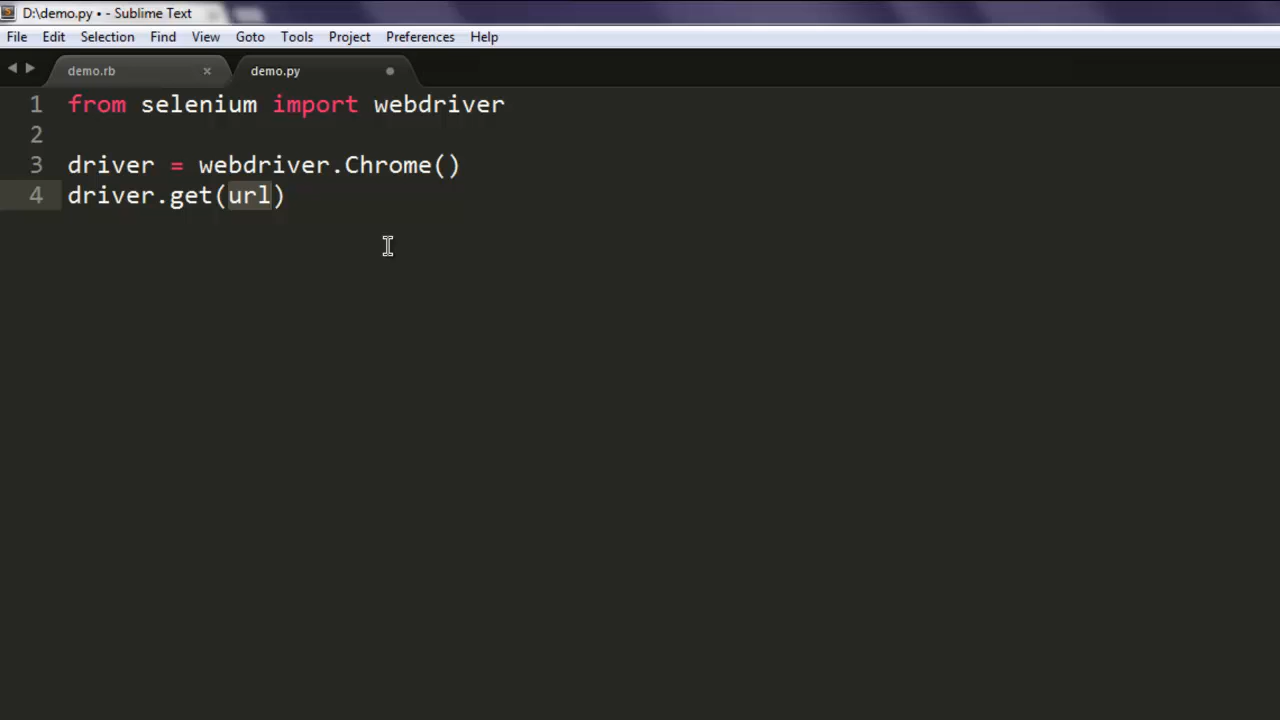 D:\demo.py • - Sublime Text
File Edit Selection Find View Goto Tools Project Preferences Help
demo.rb × demo.py
1 from selenium import webdriver
2
3 driver = webdriver.Chrome()
4 driver.get(url)